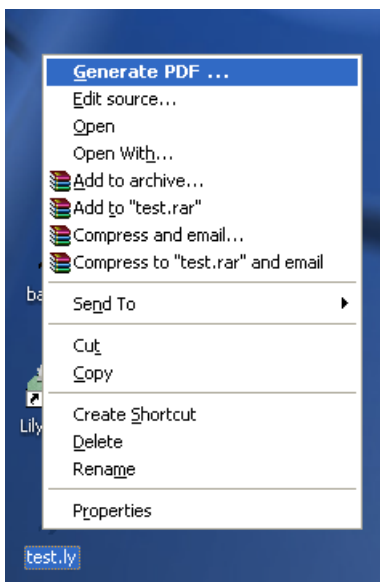 Generate PDF ...
Edit source...
Open
Open With...
Add to archive...
Add to "test.rar"
Compress and email...
Compress to "test.rar" and email
Send To
Cut
Copy
Create Shortcut
Delete
Rename
Properties
test.ly